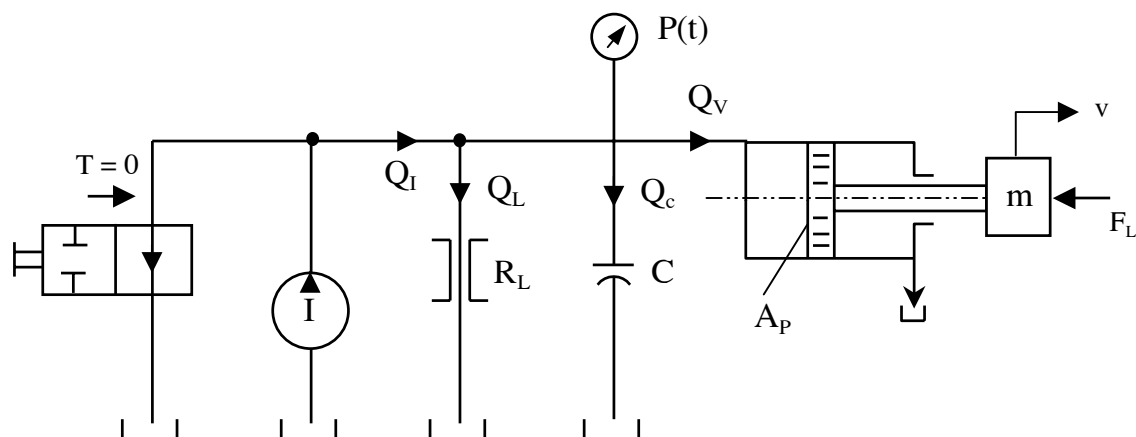 P(t)
Q_V
v
T = 0
Q_I
Q_L
Q_c
m
F_L
R_L
C
I
A_P